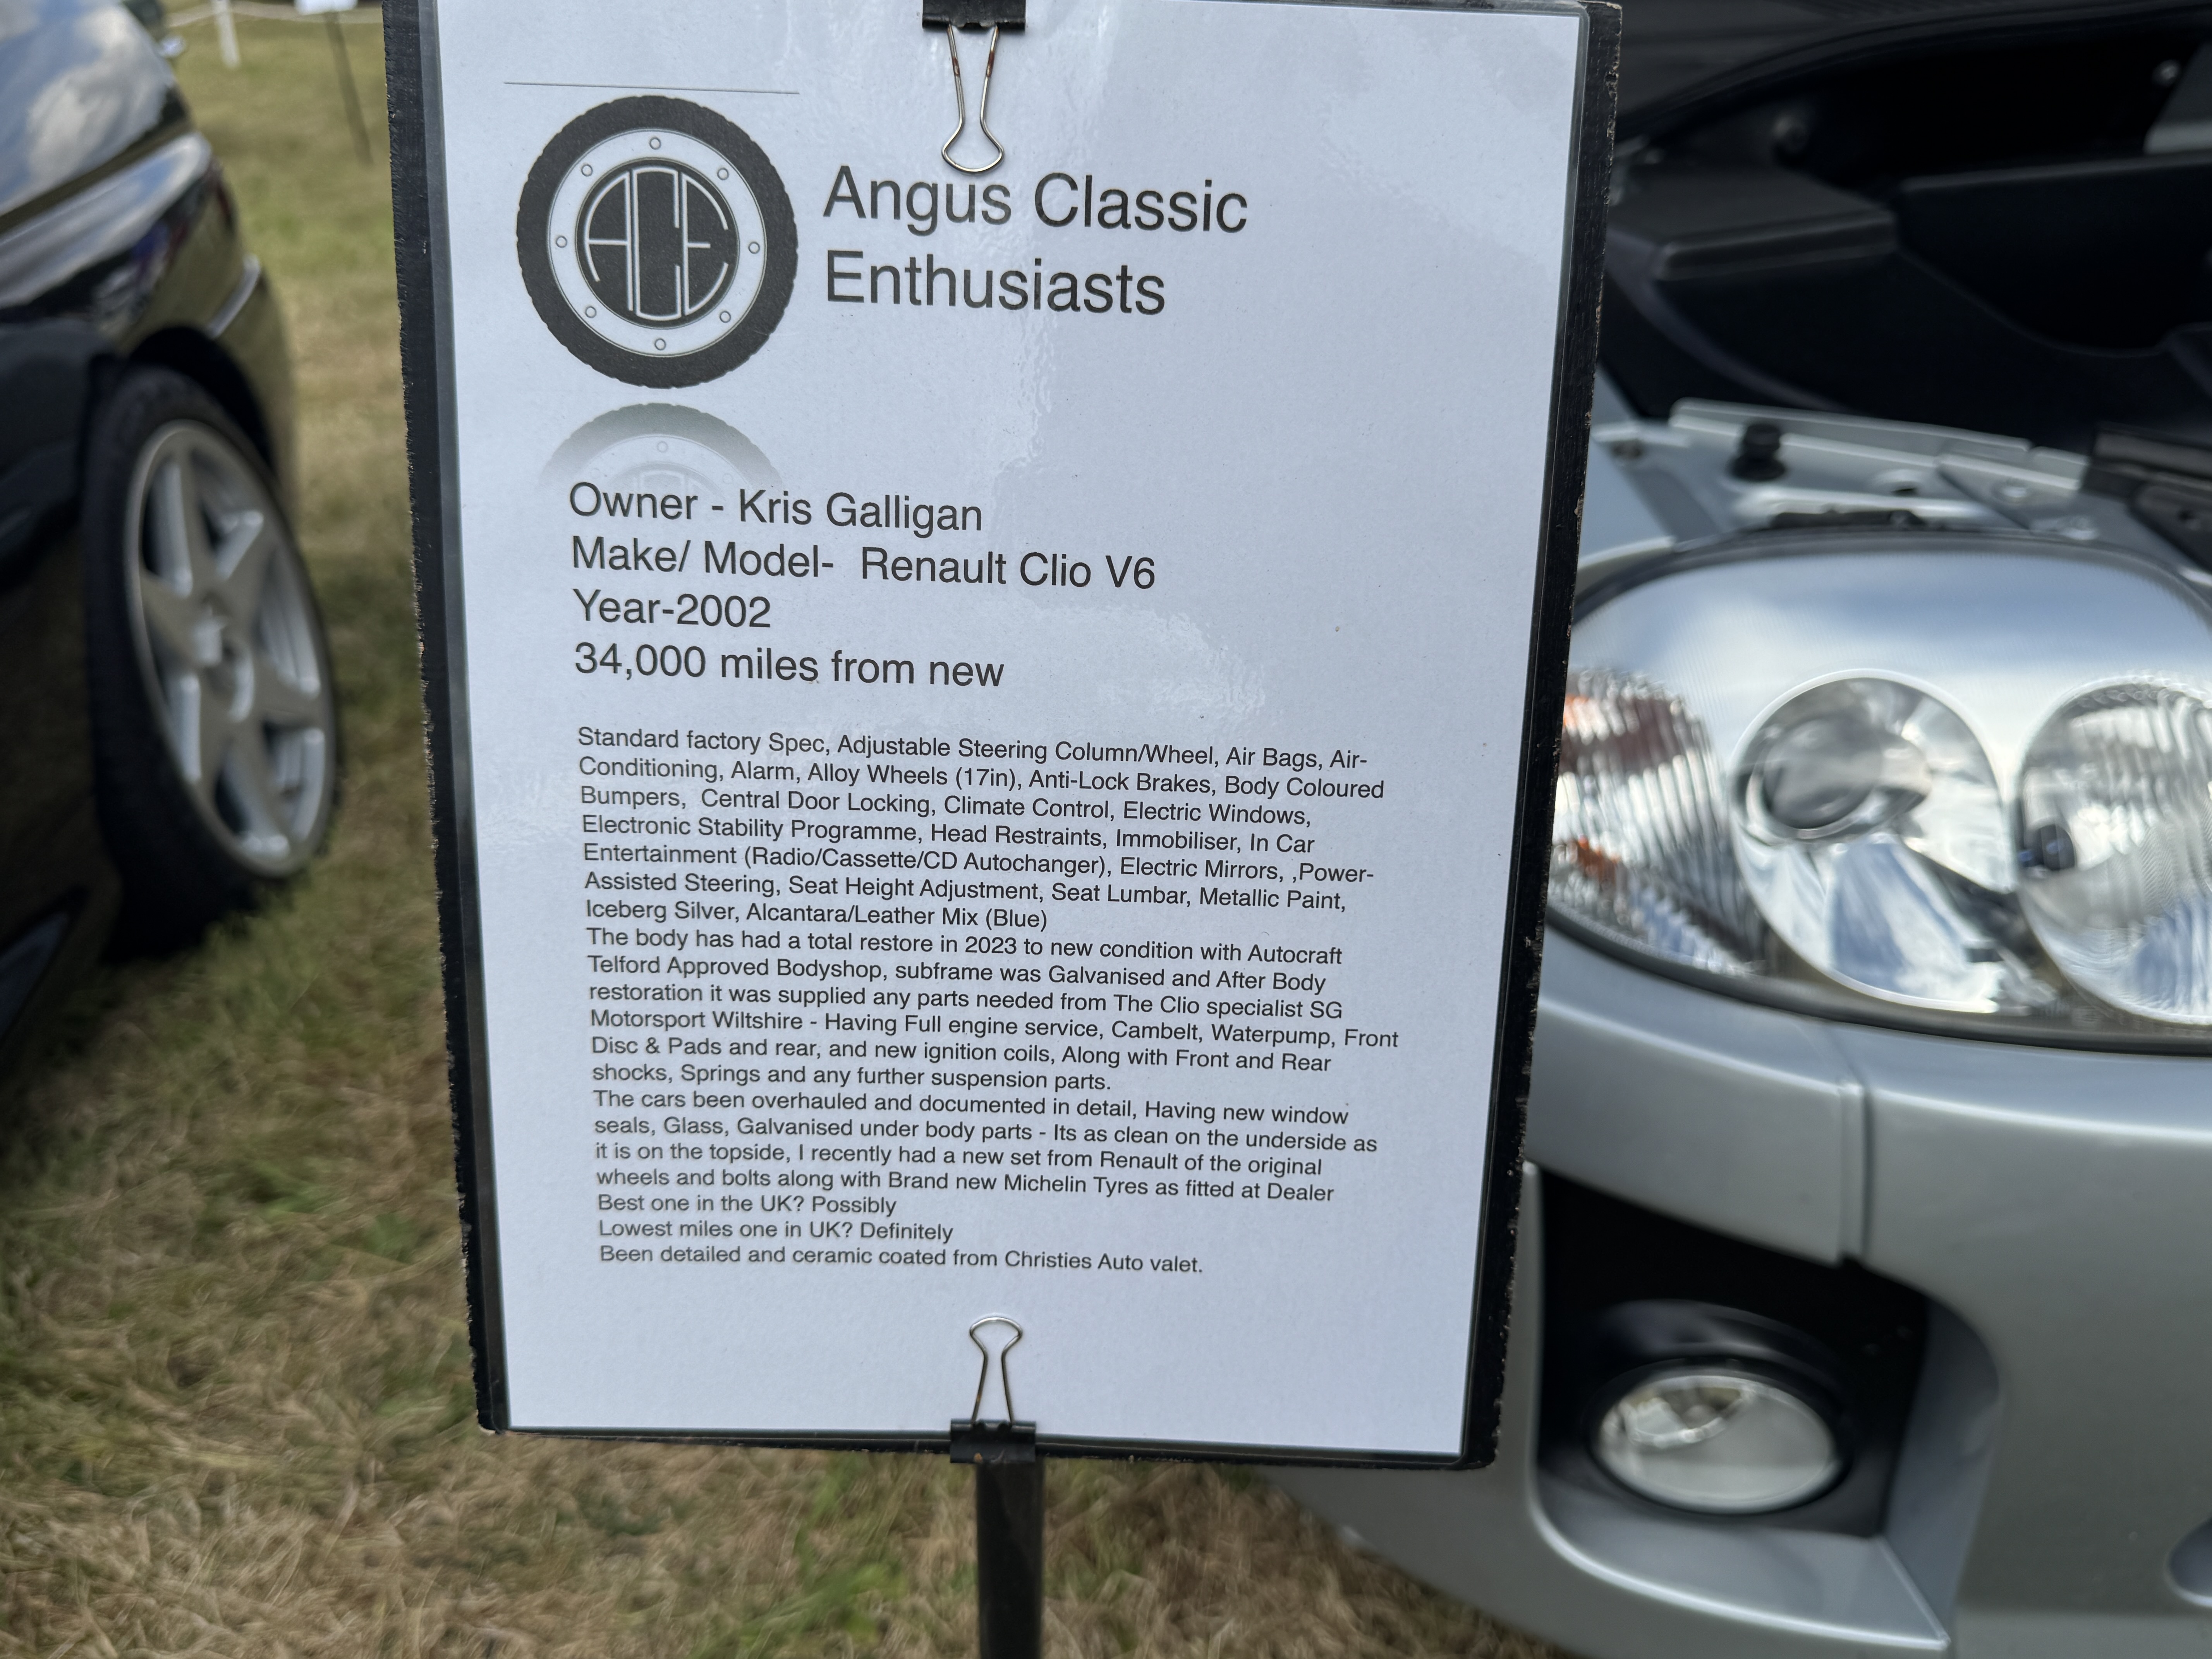 ACE
Angus Classic
Enthusiasts
Owner - Kris Galligan
Make/ Model-  Renault Clio V6
Year-2002
34,000 miles from new
Standard factory Spec, Adjustable Steering Column/Wheel, Air Bags, Air-
Conditioning, Alarm, Alloy Wheels (17in), Anti-Lock Brakes, Body Coloured
Bumpers,  Central Door Locking, Climate Control, Electric Windows,
Electronic Stability Programme, Head Restraints, Immobiliser, In Car
Entertainment (Radio/Cassette/CD Autochanger), Electric Mirrors, ,Power-
Assisted Steering, Seat Height Adjustment, Seat Lumbar, Metallic Paint,
Iceberg Silver, Alcantara/Leather Mix (Blue)
The body has had a total restore in 2023 to new condition with Autocraft
Telford Approved Bodyshop, subframe was Galvanised and After Body
restoration it was supplied any parts needed from The Clio specialist SG
Motorsport Wiltshire - Having Full engine service, Cambelt, Waterpump, Front
Disc & Pads and rear, and new ignition coils, Along with Front and Rear
shocks, Springs and any further suspension parts.
The cars been overhauled and documented in detail, Having new window
seals, Glass, Galvanised under body parts - Its as clean on the underside as
it is on the topside, I recently had a new set from Renault of the original
wheels and bolts along with Brand new Michelin Tyres as fitted at Dealer
Best one in the UK? Possibly
Lowest miles one in UK? Definitely
Been detailed and ceramic coated from Christies Auto valet.